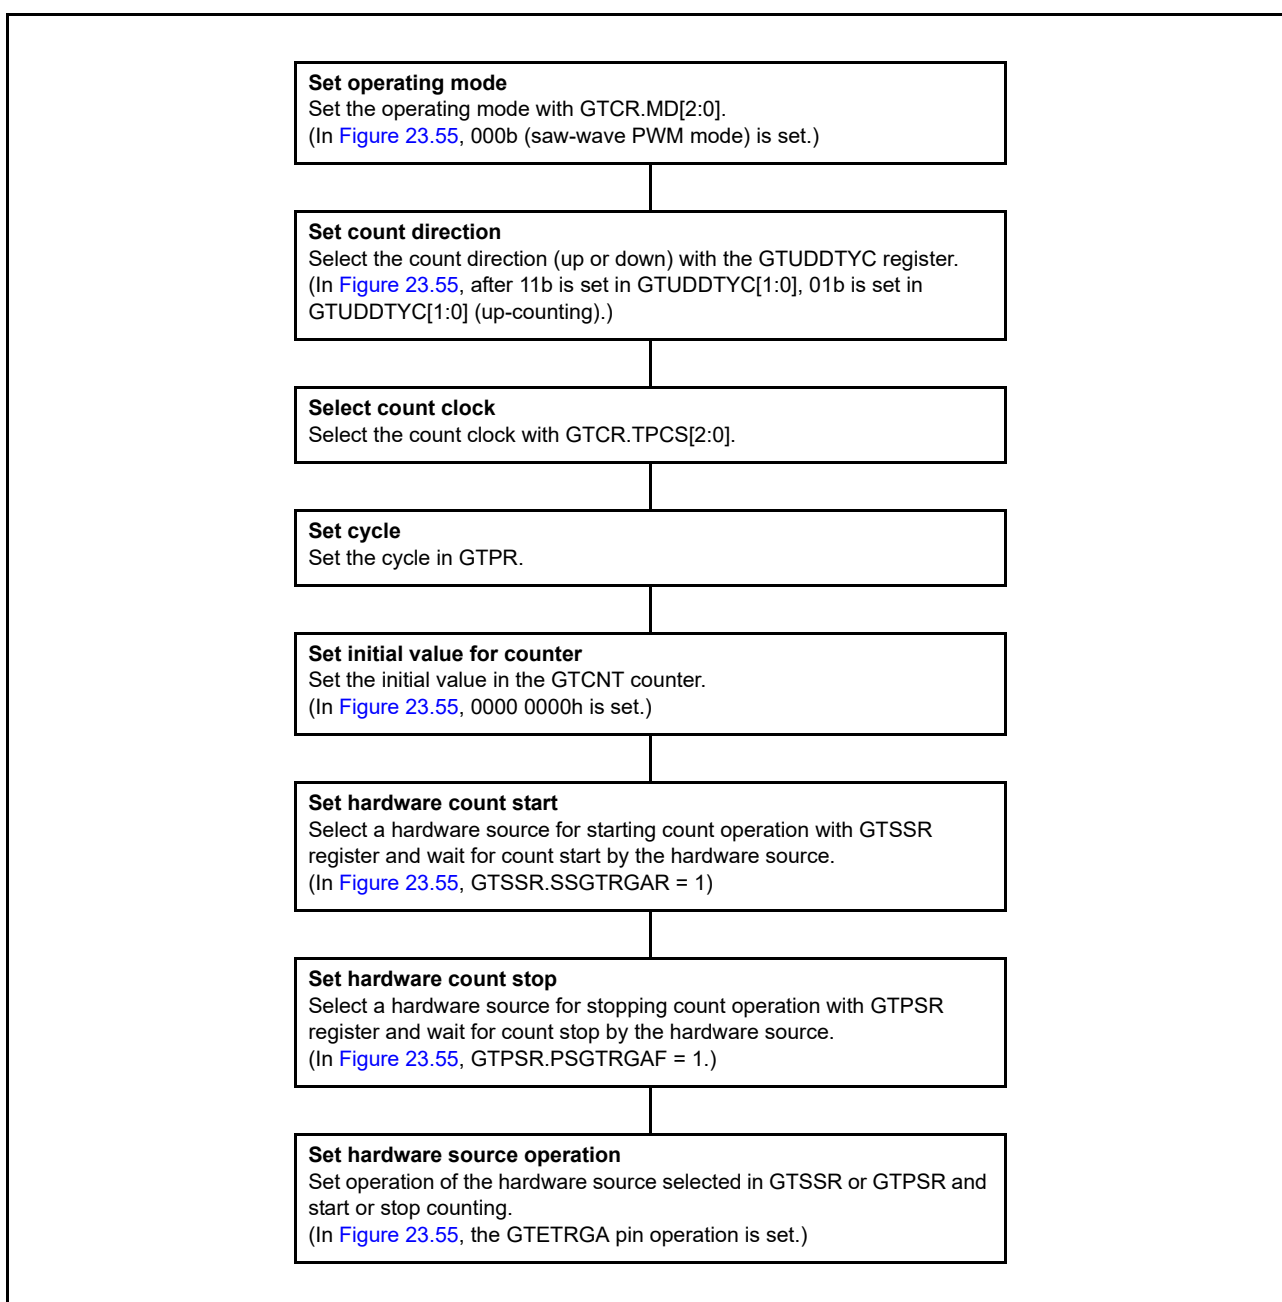 Set operating mode
Set the operating mode with GTCR.MD[2:0].
(In Figure 23.55, 000b (saw-wave PWM mode) is set.)
Set count direction
Select the count direction (up or down) with the GTUDDTYC register.
(In Figure 23.55, after 11b is set in GTUDDTYC[1:0], 01b is set in
GTUDDTYC[1:0] (up-counting).)
Select count clock
Select the count clock with GTCR.TPCS[2:0].
Set cycle
Set the cycle in GTPR.
Set initial value for counter
Set the initial value in the GTCNT counter.
(In Figure 23.55, 0000 0000h is set.)
Set hardware count start
Select a hardware source for starting count operation with GTSSR
register and wait for count start by the hardware source.
(In Figure 23.55, GTSSR.SSGTRGAR = 1)
Set hardware count stop
Select a hardware source for stopping count operation with GTPSR
register and wait for count stop by the hardware source.
(In Figure 23.55, GTPSR.PSGTRGAF = 1.)
Set hardware source operation
Set operation of the hardware source selected in GTSSR or GTPSR and
start or stop counting.
(In Figure 23.55, the GTETRGA pin operation is set.)